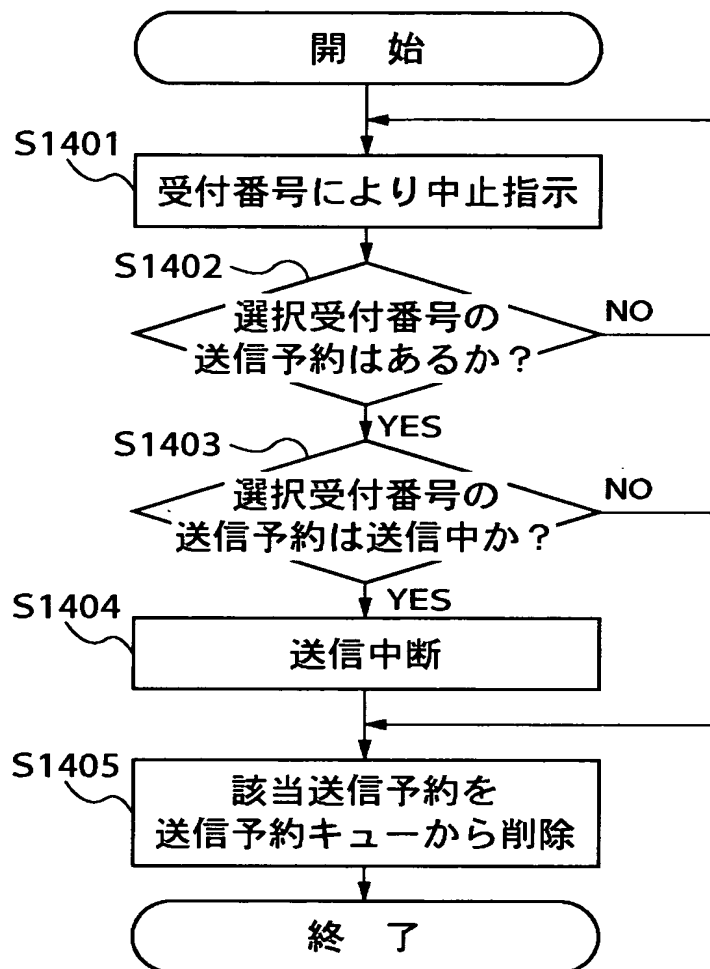 開 始
S1401
受付番号により中止指示
S1402
選択受付番号の
送信予約はあるか？
NO
YES
S1403
選択受付番号の
送信予約は送信中か？
NO
YES
S1404
送信中断
S1405
該当送信予約を
送信予約キューから削除
終 了